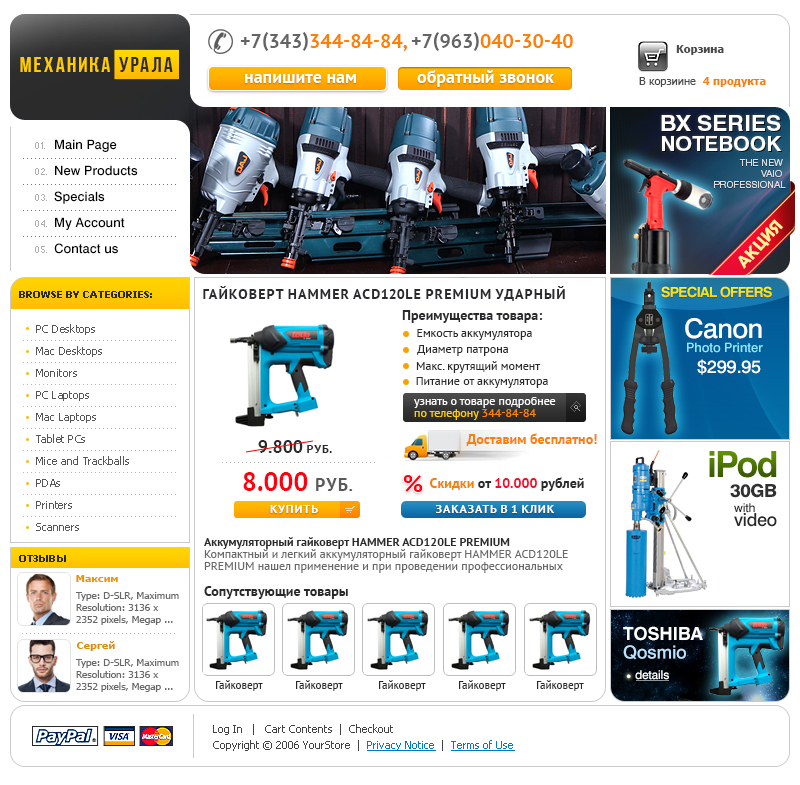 МЕХАНИКА УРАЛА
+7(343)344-84-84, +7(963)040-30-40
напишите нам
обратный звонок
Корзина
В корзиине 4 продукта
01. Main Page
02. New Products
03. Specials
04. My Account
05. Contact us
DAJ
DAJ
DAJ
BX SERIES
NOTEBOOK
THE NEW
VAIO
PROFESSIONAL
АКЦИЯ
BROWSE BY CATEGORIES:
PC Desktops
Mac Desktops
Monitors
PC Laptops
Mac Laptops
Tablet PCs
Mice and Trackballs
PDAs
Printers
Scanners
ОТЗЫВЫ
Максим
Type: D-SLR, Maximum
Resolution: 3136 x
2352 pixels, Megap ...
Сергей
Type: D-SLR, Maximum
Resolution: 3136 x
2352 pixels, Megap ...
ГАЙКОВЕРТ HAMMER ACD120LE PREMIUM УДАРНЫЙ
Преимущества товара:
Емкость аккумулятора
Диаметр патрона
Макс. крутящий момент
Питание от аккумулятора
узнать о товаре подробнее
по телефону 344-84-84
9.800 РУБ.
Доставим бесплатно!
8.000 РУБ.
% Скидки от 10.000 рублей
КУПИТЬ
ЗАКАЗАТЬ В 1 КЛИК
Аккумуляторный гайковерт HAMMER ACD120LE PREMIUM
Компактный и легкий аккумуляторный гайковерт HAMMER ACD120LE
PREMIUM нашел применение и при проведении профессиональных
Сопутствующие товары
Гайковерт
Гайковерт
Гайковерт
Гайковерт
Гайковерт
SPECIAL OFFERS
Canon
Photo Printer
$299.95
iPod
30GB
with
video
TOSHIBA
Qosmio
details
PayPal
VISA
MasterCard
Log In | Cart Contents | Checkout
Copyright © 2006 YourStore | Privacy Notice | Terms of Use